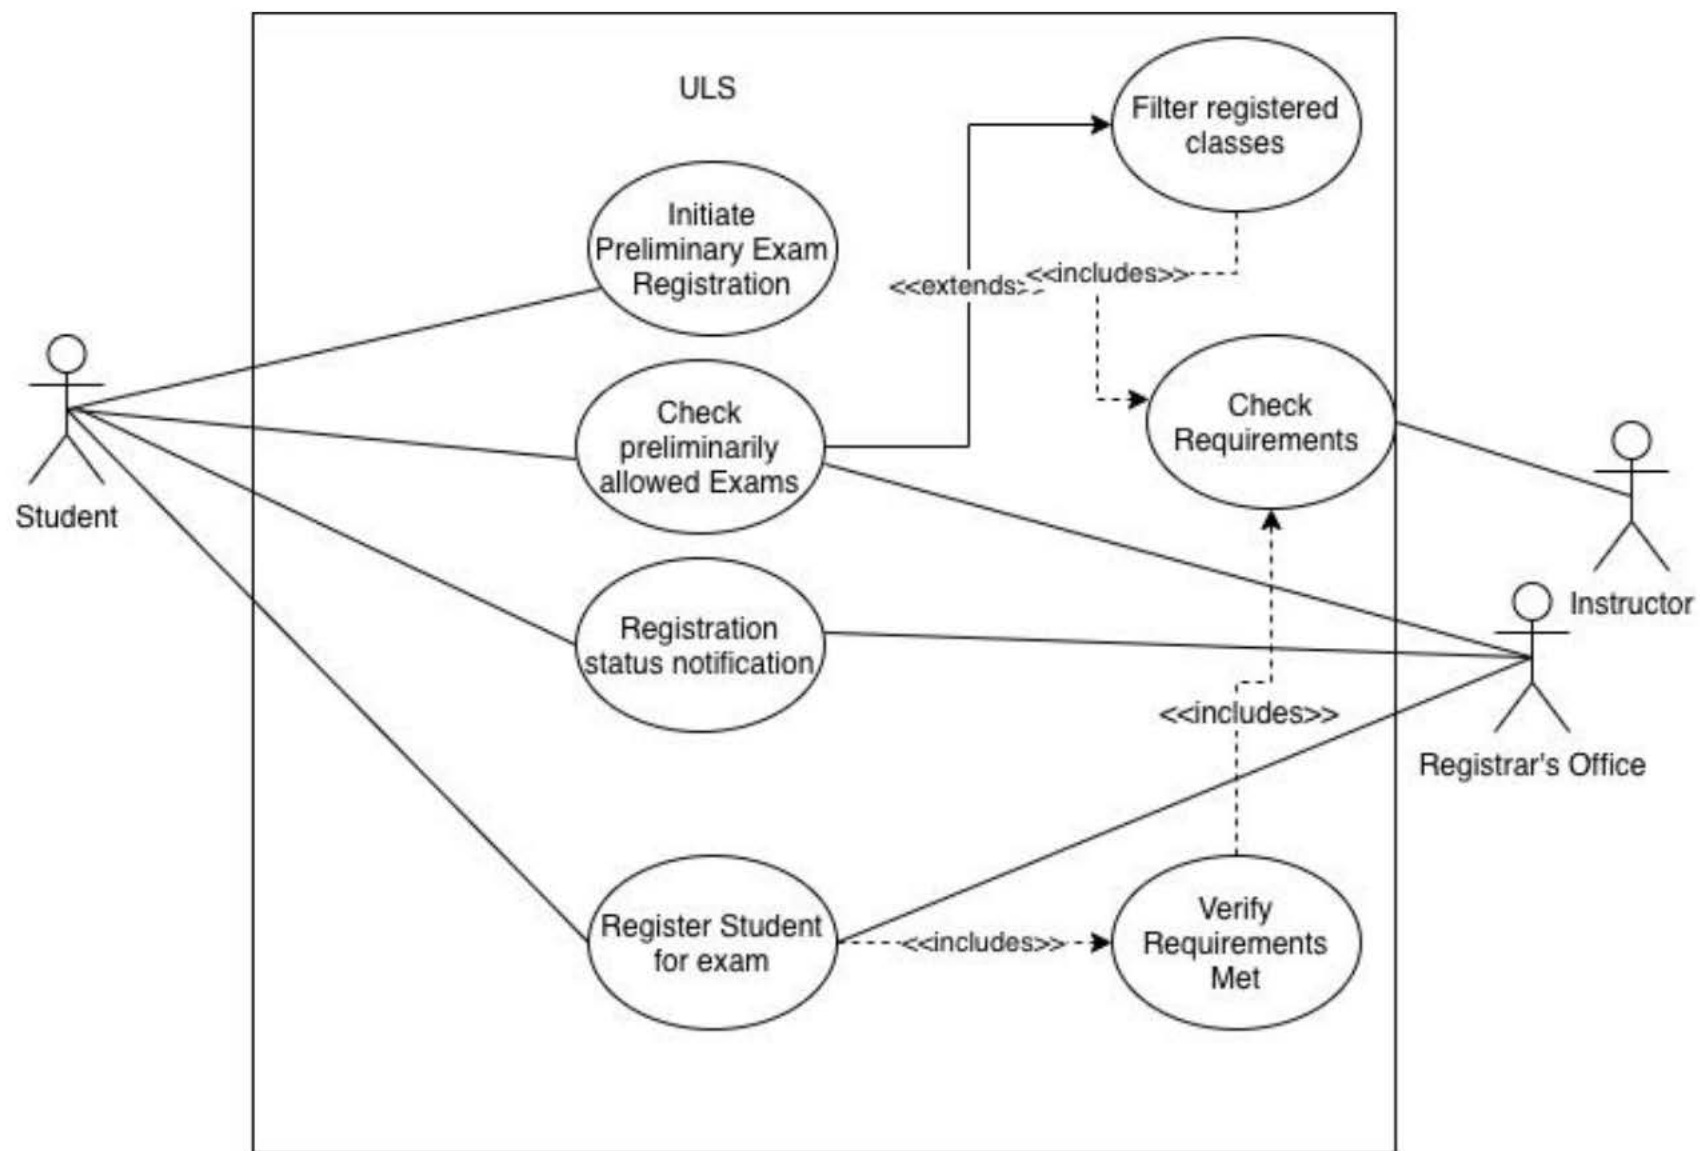 ULS
Filter registered
classes
Initiate
Preliminary Exam
Registration
<<extends>
<<includes>>
Check
preliminarily
allowed Exams
Check
Requirements
Student
Instructor
Registration
status notification
<<includes>>
Registrar's Office
Register Student
for exam
<<includes>>
Verify
Requirements
Met